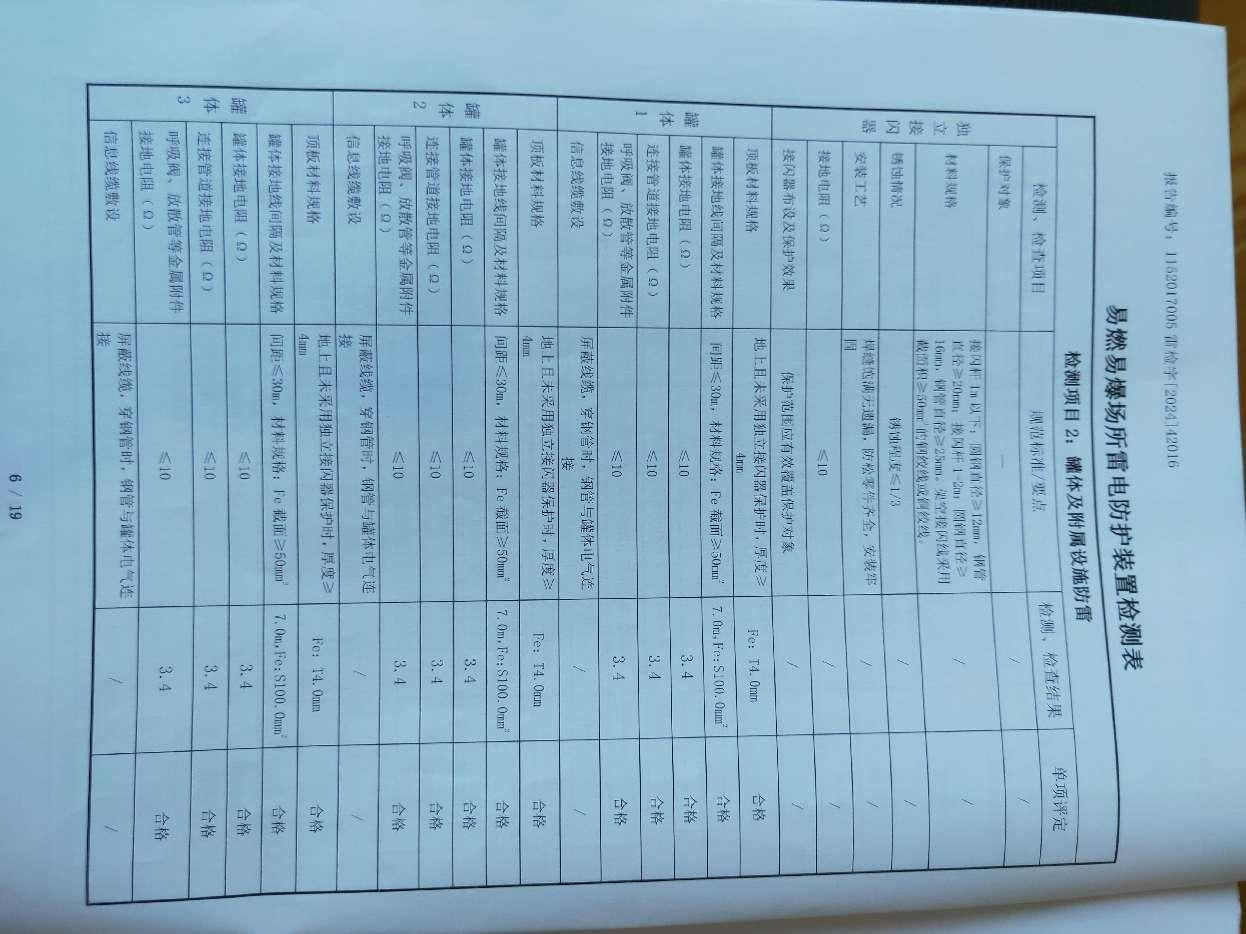 报告编号：1152017005 雷检字[2024]42016
易燃易爆场所雷电防护装置检测表
检测项目 2：罐体及附属设施防雷
检测、检查项目 规范标准/要点 检测、检查结果 单项评定
独立接闪器
保护对象 — / /
材料规格 接闪杆 1m 以下：圆钢直径≥12mm，钢管
直径≥20mm；接闪杆 1-2m：圆钢直径≥
16mm，钢管直径≥25mm。架空接闪线采用
截面积≥50mm²的钢绞线或铜绞线。 / /
锈蚀情况 锈蚀程度≤1/3 / /
安装工艺 焊缝饱满无遗漏，防松零件齐全，安装牢
固 / /
接地电阻（Ω） ≤10 / /
接闪器布设及保护效果 保护范围应有效覆盖保护对象 / /
罐体1
顶板材料规格 地上且未采用独立接闪器保护时，厚度≥
4mm Fe：T4.0mm 合格
罐体接地线间隔及材料规格 间距≤30m，材料规格：Fe 截面≥50mm² 7.0m,Fe:S100.0mm² 合格
罐体接地电阻（Ω） ≤10 3.4 合格
连接管道接地电阻（Ω） ≤10 3.4 合格
呼吸阀、放散管等金属附件
接地电阻（Ω） ≤10 3.4 合格
信息线缆敷设 屏蔽线缆，穿钢管时，钢管与罐体电气连
接 / /
罐体2
顶板材料规格 地上且未采用独立接闪器保护时，厚度≥
4mm Fe：T4.0mm 合格
罐体接地线间隔及材料规格 间距≤30m，材料规格：Fe 截面≥50mm² 7.0m,Fe:S100.0mm² 合格
罐体接地电阻（Ω） ≤10 3.4 合格
连接管道接地电阻（Ω） ≤10 3.4 合格
呼吸阀、放散管等金属附件
接地电阻（Ω） ≤10 3.4 合格
信息线缆敷设 屏蔽线缆，穿钢管时，钢管与罐体电气连
接 / /
罐体3
顶板材料规格 地上且未采用独立接闪器保护时，厚度≥
4mm Fe：T4.0mm 合格
罐体接地线间隔及材料规格 间距≤30m，材料规格：Fe 截面≥50mm² 7.0m,Fe:S100.0mm² 合格
罐体接地电阻（Ω） ≤10 3.4 合格
连接管道接地电阻（Ω） ≤10 3.4 合格
呼吸阀、放散管等金属附件
接地电阻（Ω） ≤10 3.4 合格
信息线缆敷设 屏蔽线缆，穿钢管时，钢管与罐体电气连
接 / /
6 / 19